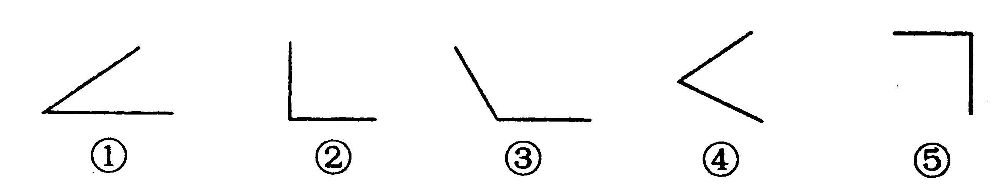 ① ② ③ ④ ⑤